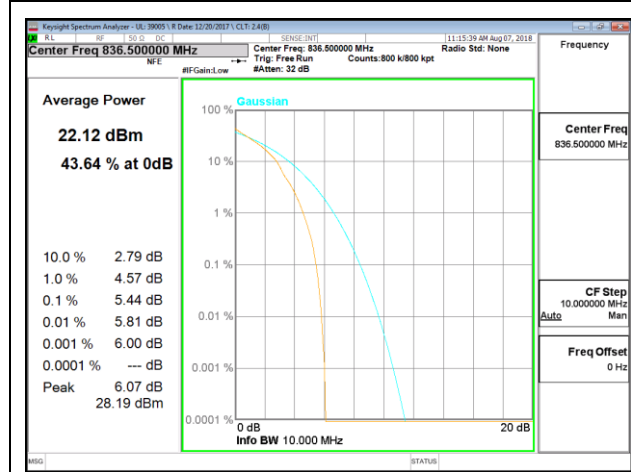 Keysight Spectrum Analyzer - UL: 39005 \ R Date: 12/20/2017 \ CLT: 2.4(B)
RL RF 50 Ω DC SENSE:INT 11:15:39 AM Aug 07, 2018
Center Freq 836.500000 MHz
NFE
#IFGain:Low
Center Freq: 836.500000 MHz
Trig: Free Run
Counts:800 k/800 kpt
#Atten: 32 dB
Radio Std: None
Average Power
22.12 dBm
43.64 % at 0dB
10.0 % 2.79 dB
1.0 % 4.57 dB
0.1 % 5.44 dB
0.01 % 5.81 dB
0.001 % 6.00 dB
0.0001 % --- dB
Peak 6.07 dB
28.19 dBm
100 %
Gaussian
10 %
1 %
0.1 %
0.01 %
0.001 %
0.0001 %
0 dB
20 dB
Info BW 10.000 MHz
Frequency
Center Freq
836.500000 MHz
CF Step
10.000000 MHz
Auto Man
Freq Offset
0 Hz
MSG
STATUS